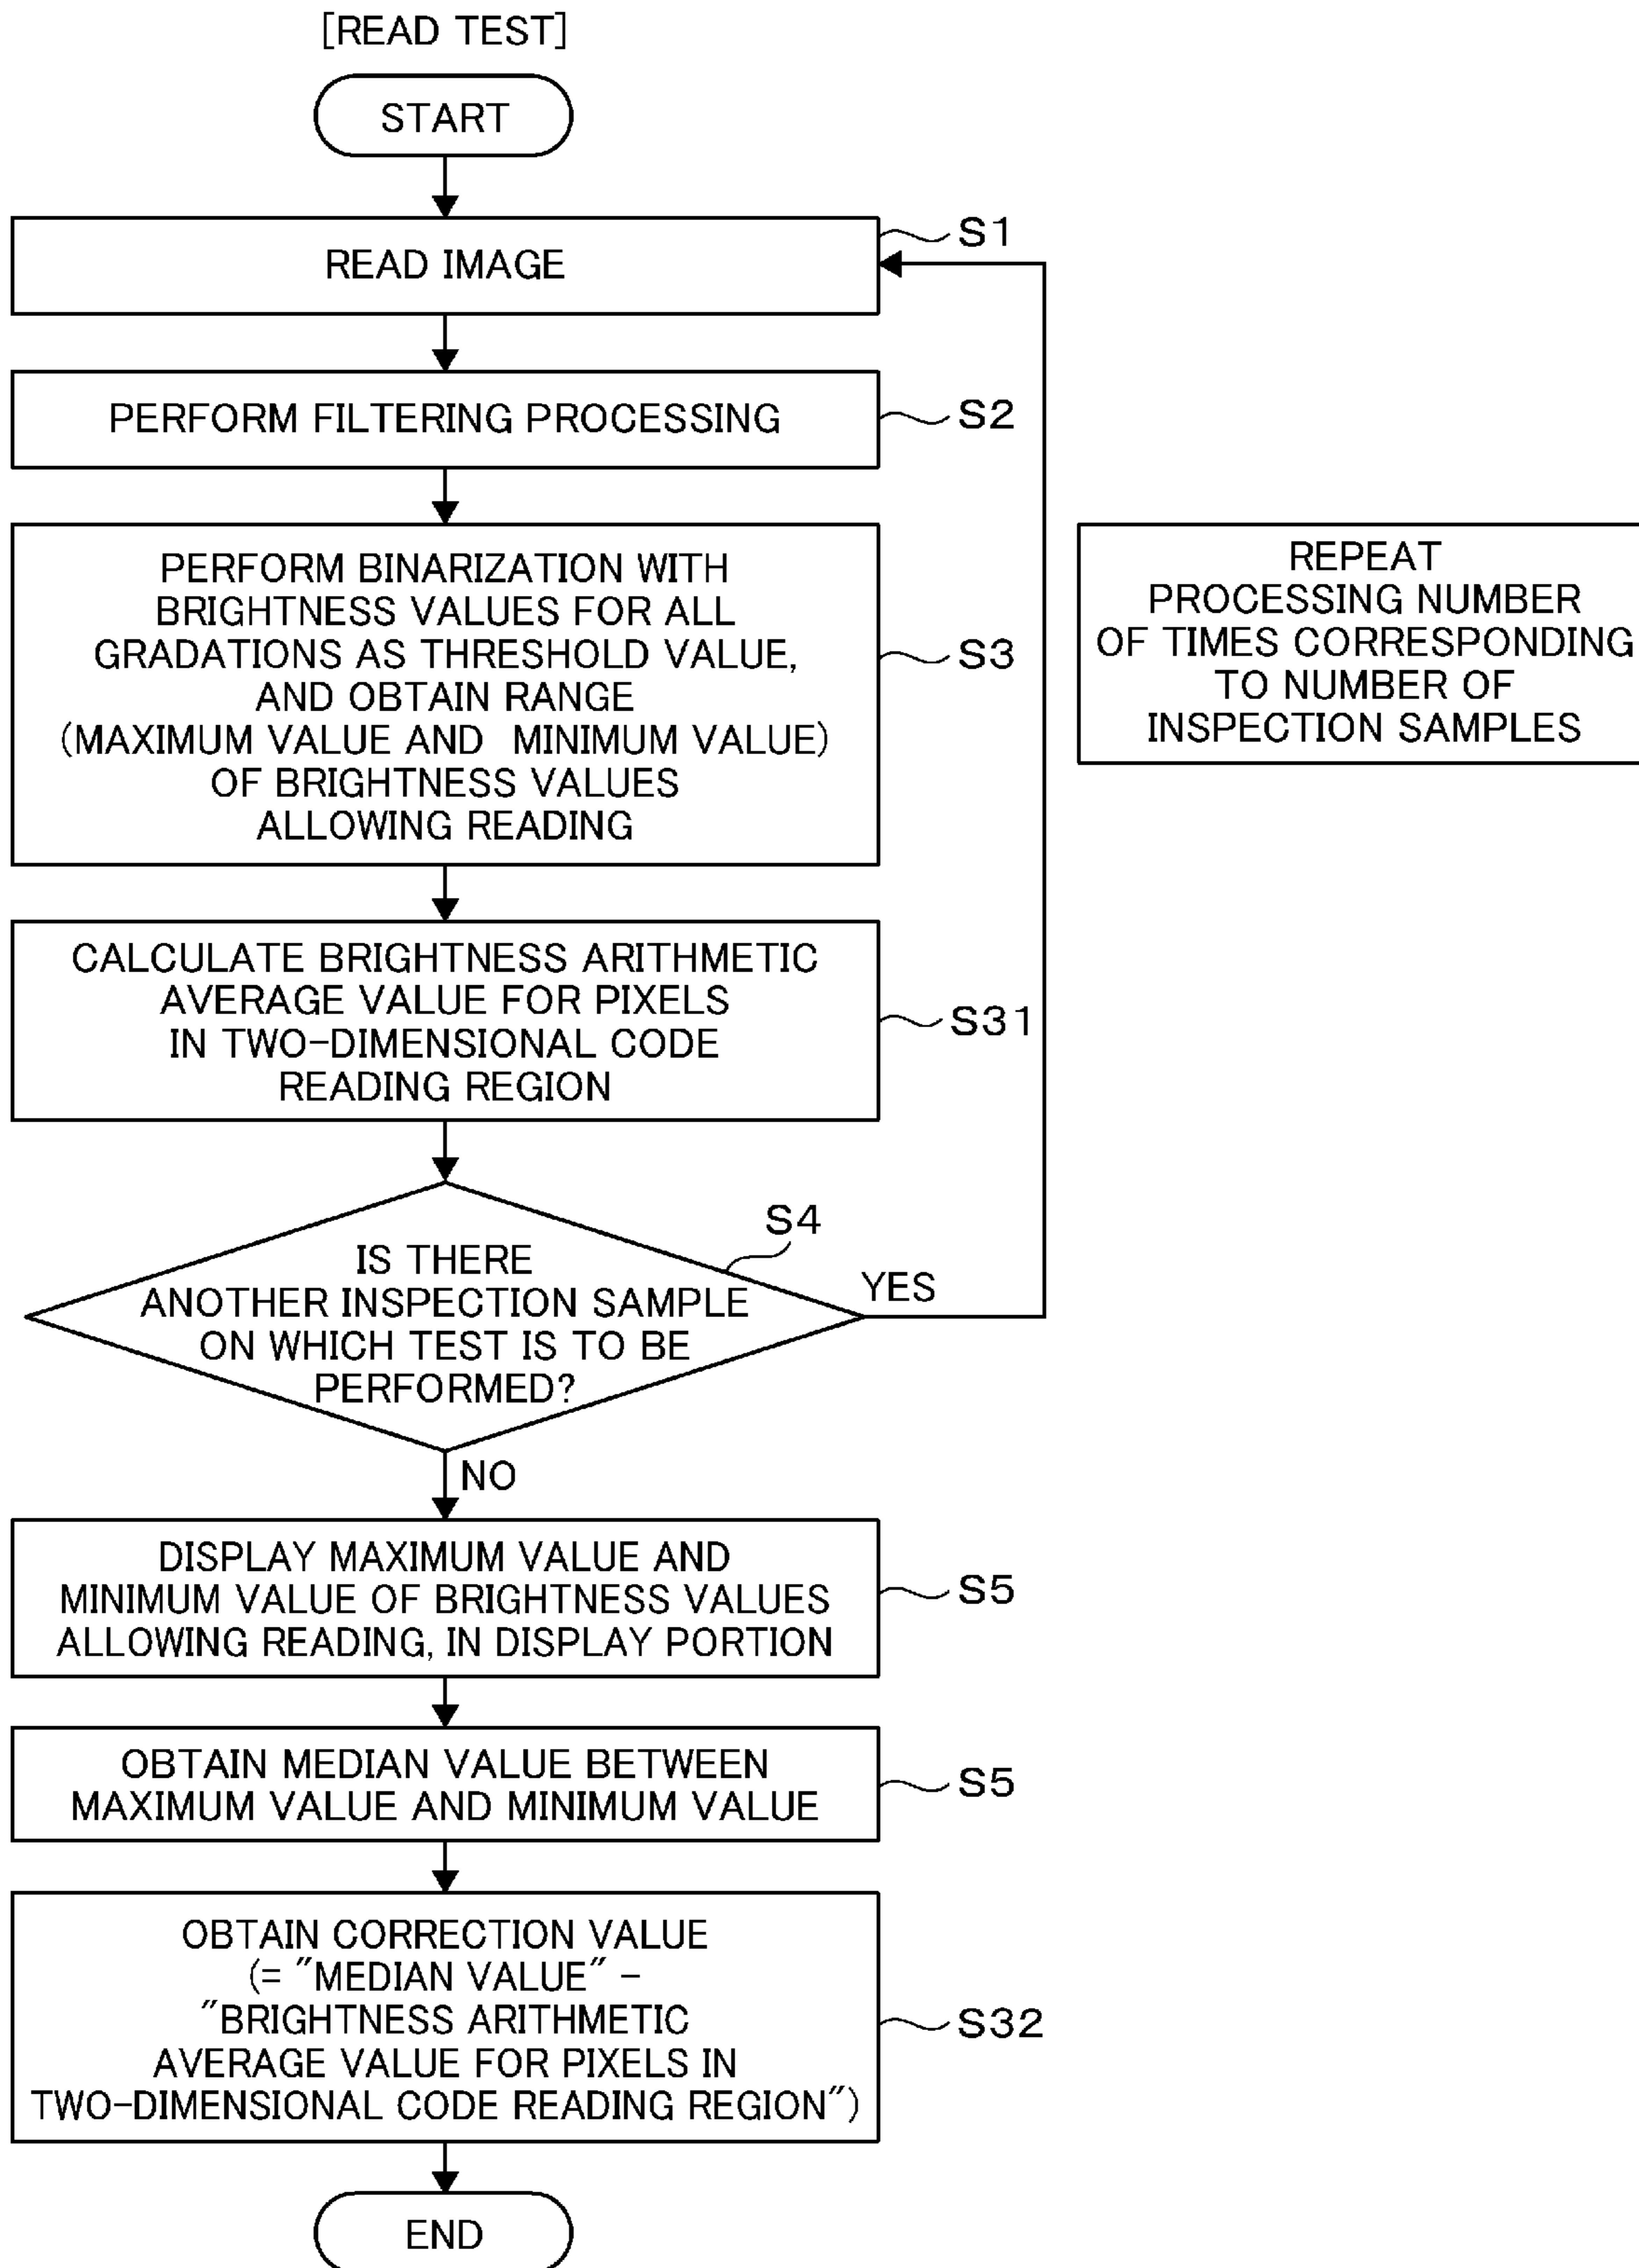 [READ TEST]
START
READ IMAGE
S1
PERFORM FILTERING PROCESSING
S2
PERFORM BINARIZATION WITH
BRIGHTNESS VALUES FOR ALL
GRADATIONS AS THRESHOLD VALUE,
AND OBTAIN RANGE
(MAXIMUM VALUE AND MINIMUM VALUE)
OF BRIGHTNESS VALUES
ALLOWING READING
S3
REPEAT
PROCESSING NUMBER
OF TIMES CORRESPONDING
TO NUMBER OF
INSPECTION SAMPLES
CALCULATE BRIGHTNESS ARITHMETIC
AVERAGE VALUE FOR PIXELS
IN TWO-DIMENSIONAL CODE
READING REGION
S31
S4
IS THERE
ANOTHER INSPECTION SAMPLE
ON WHICH TEST IS TO BE
PERFORMED?
YES
NO
DISPLAY MAXIMUM VALUE AND
MINIMUM VALUE OF BRIGHTNESS VALUES
ALLOWING READING, IN DISPLAY PORTION
S5
OBTAIN MEDIAN VALUE BETWEEN
MAXIMUM VALUE AND MINIMUM VALUE
S5
OBTAIN CORRECTION VALUE
(= "MEDIAN VALUE" −
"BRIGHTNESS ARITHMETIC
AVERAGE VALUE FOR PIXELS IN
TWO-DIMENSIONAL CODE READING REGION")
S32
END